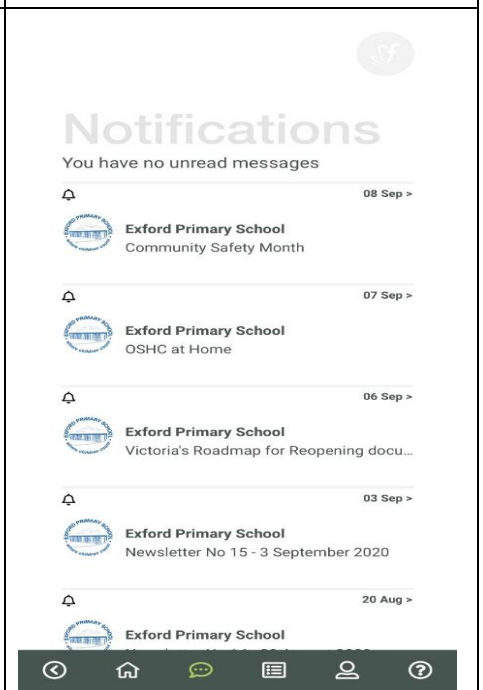 Notifications
You have no unread messages
08 Sep >
Exford Primary School
Community Safety Month
07 Sep >
Exford Primary School
OSHC at Home
06 Sep >
Exford Primary School
Victoria's Roadmap for Reopening docu...
03 Sep >
Exford Primary School
Newsletter No 15 - 3 September 2020
20 Aug >
Exford Primary School